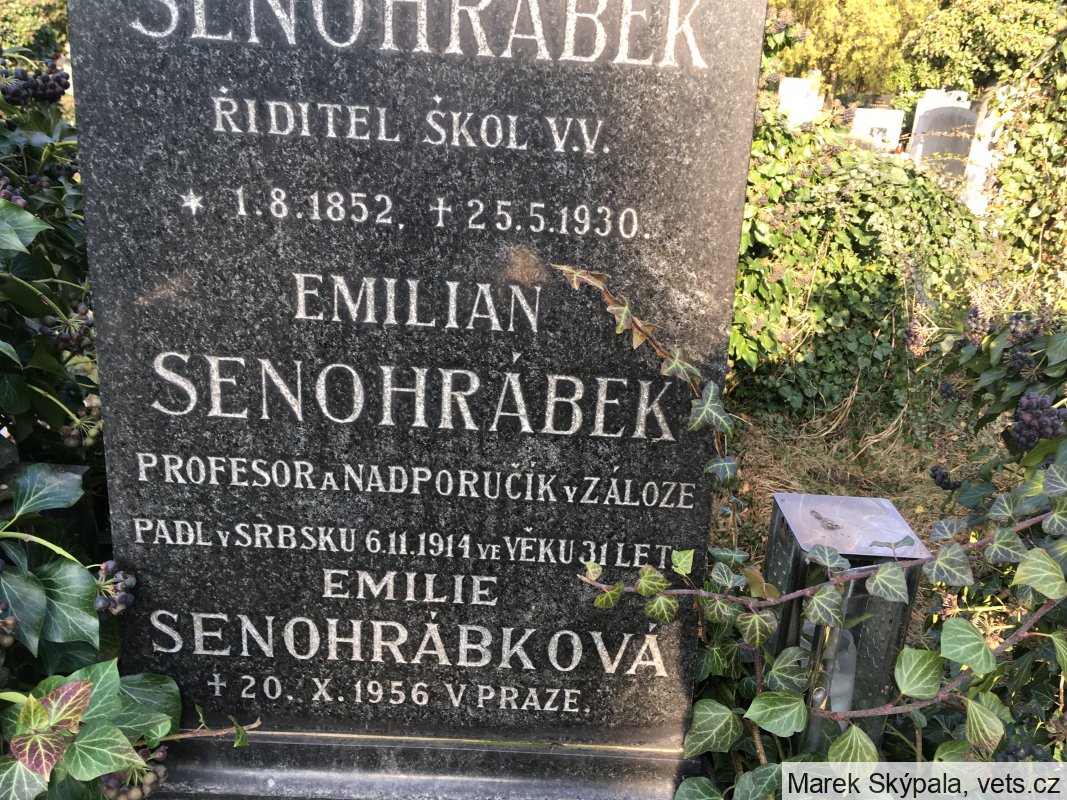 SENOHRÁBEK
ŘIDITEL ŠKOL V.V.
* 1.8.1852, ✝ 25.5.1930.
EMILIAN
SENOHRÁBEK
PROFESOR A NADPORUČÍK V ZÁLOZE
PADL V SRBSKU 6.11.1914 VE VĚKU 31 LET
EMILIE
SENOHRÁBKOVÁ
✝ 20. X. 1956 V PRAZE.
Marek Skýpala, vets.cz